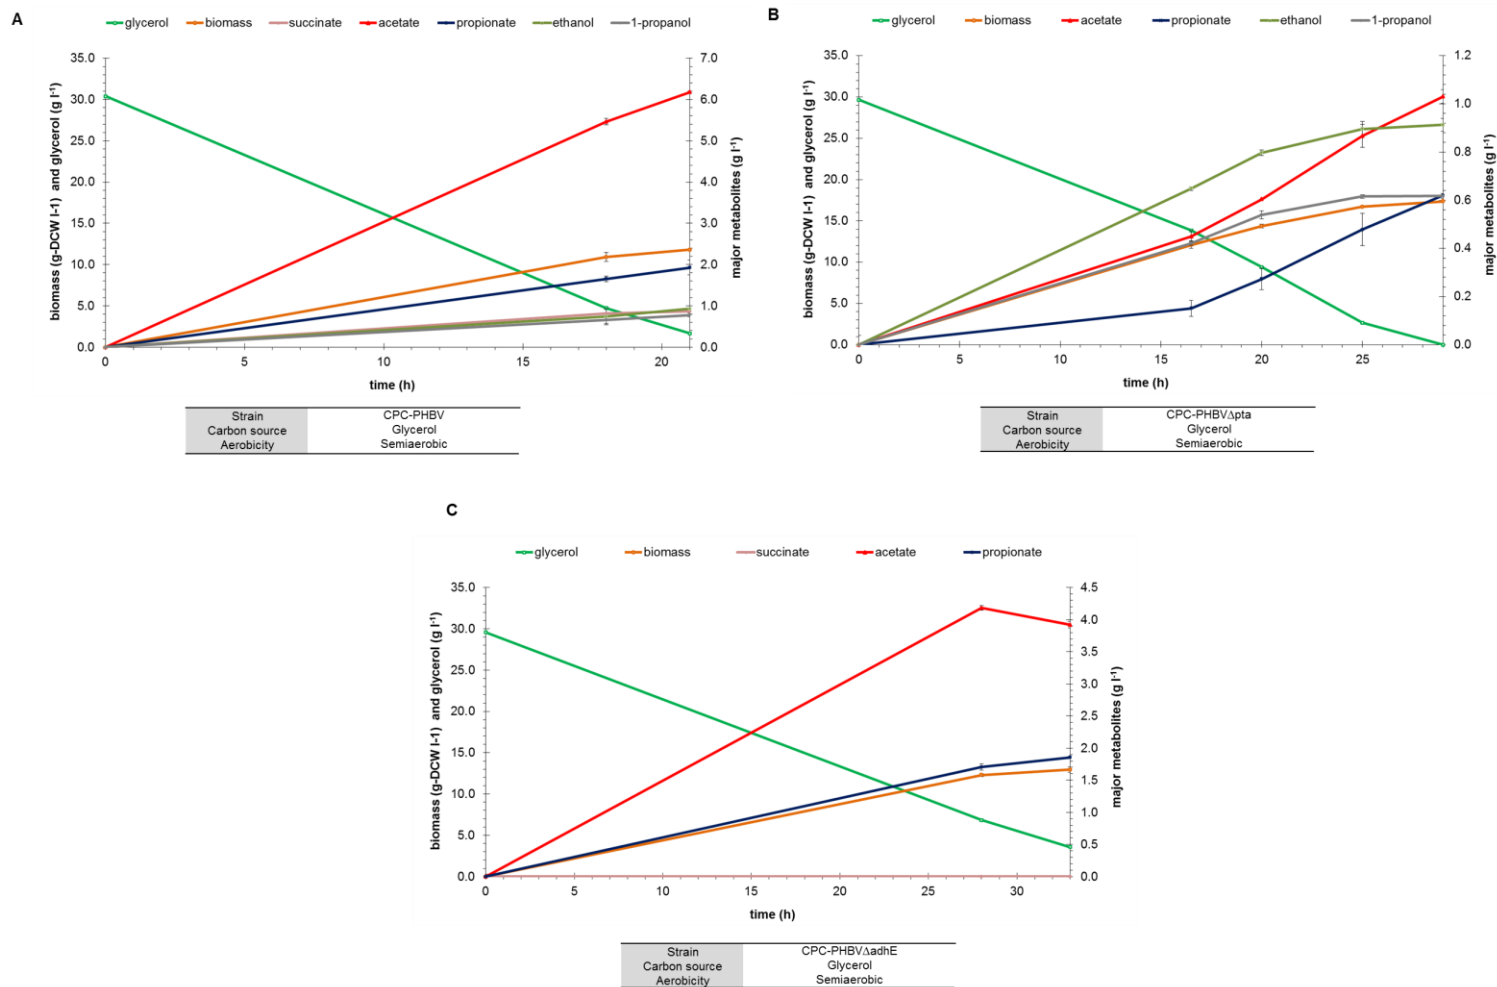 A
glycerol biomass succinate acetate propionate ethanol 1-propanol
biomass (g-DCW l-1) and glycerol (g l-1)
35.0
30.0
25.0
20.0
15.0
10.0
5.0
0.0
7.0
6.0
5.0
4.0
3.0
2.0
1.0
0.0
major metabolites (g l-1)
0 5 10 15 20
time (h)
Strain CPC-PHBV
Carbon source Glycerol
Aerobicity Semiaerobic
B
glycerol biomass acetate propionate ethanol 1-propanol
biomass (g-DCW l-1) and glycerol (g l-1)
35.0
30.0
25.0
20.0
15.0
10.0
5.0
0.0
1.2
1.0
0.8
0.6
0.4
0.2
0.0
major metabolites (g l-1)
0 5 10 15 20 25
time (h)
Strain CPC-PHBVΔpta
Carbon source Glycerol
Aerobicity Semiaerobic
C
glycerol biomass succinate acetate propionate
biomass (g-DCW l-1) and glycerol (g l-1)
35.0
30.0
25.0
20.0
15.0
10.0
5.0
0.0
4.5
4.0
3.5
3.0
2.5
2.0
1.5
1.0
0.5
0.0
major metabolites (g l-1)
0 5 10 15 20 25 30
time (h)
Strain CPC-PHBVΔadhE
Carbon source Glycerol
Aerobicity Semiaerobic